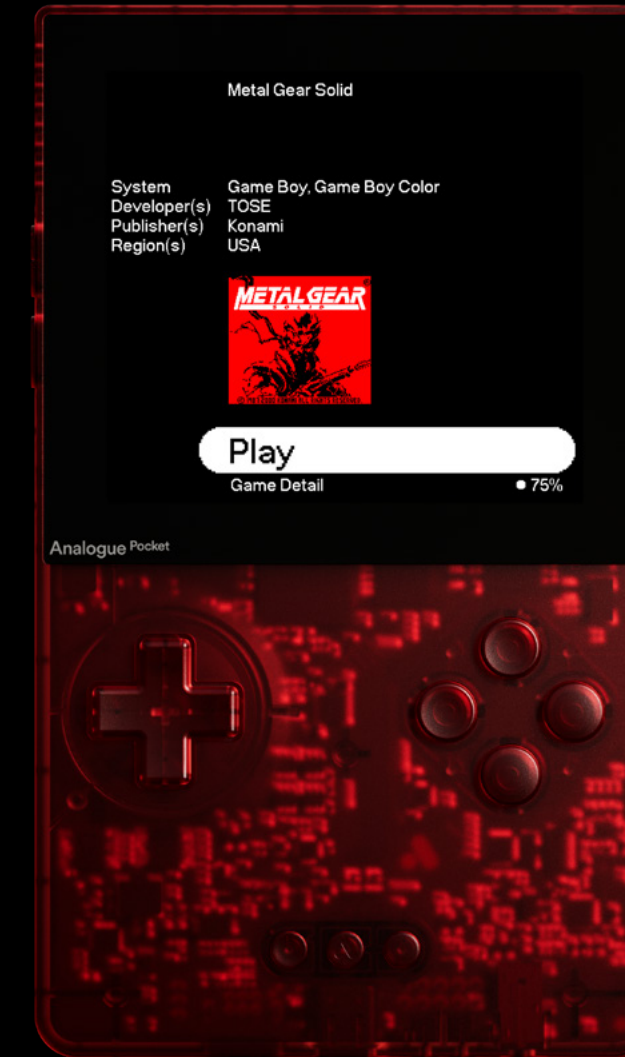 Metal Gear Solid
System Game Boy, Game Boy Color
Developer(s) TOSE
Publisher(s) Konami
Region(s) USA
METAL GEAR
SOLID
Play
Game Detail 75%
Analogue Pocket